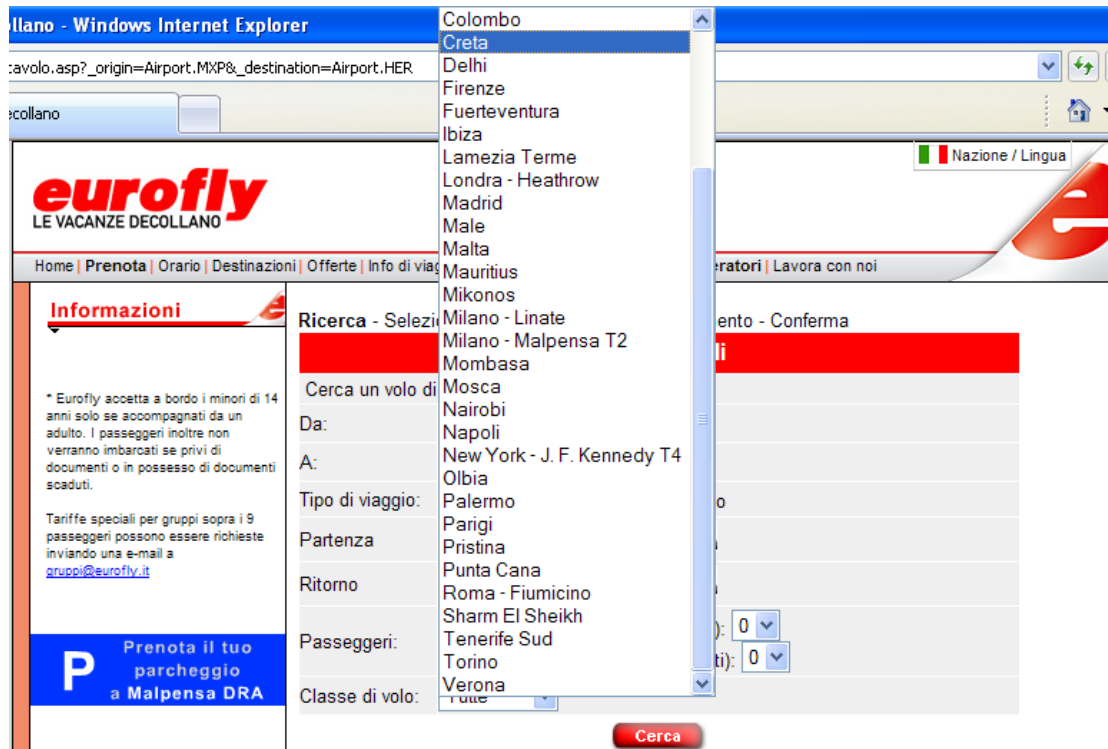 llano - Windows Internet Explorer
cavolo.asp?_origin=Airport.MXP&_destination=Airport.HER
ecollano
Nazione / Lingua
eurofly
LE VACANZE DECOLLANO
Home | Prenota | Orario | Destinazioni | Offerte | Info di viag
eratori | Lavora con noi
Informazioni
* Eurofly accetta a bordo i minori di 14
anni solo se accompagnati da un
adulto. I passeggeri inoltre non
verranno imbarcati se privi di
documenti o in possesso di documenti
scaduti.
Tariffe speciali per gruppi sopra i 9
passeggeri possono essere richieste
inviando una e-mail a
gruppi@eurofly.it
P
Prenota il tuo
parcheggio
a Malpensa DRA
Ricerca - Selezi
ento - Conferma
li
Cerca un volo di
Da:
A:
Tipo di viaggio:
o
Partenza
Ritorno
Passeggeri:
): 0
ti): 0
Classe di volo:
Tutte
Cerca
Colombo
Creta
Delhi
Firenze
Fuerteventura
Ibiza
Lamezia Terme
Londra - Heathrow
Madrid
Male
Malta
Mauritius
Mikonos
Milano - Linate
Milano - Malpensa T2
Mombasa
Mosca
Nairobi
Napoli
New York - J. F. Kennedy T4
Olbia
Palermo
Parigi
Pristina
Punta Cana
Roma - Fiumicino
Sharm El Sheikh
Tenerife Sud
Torino
Verona